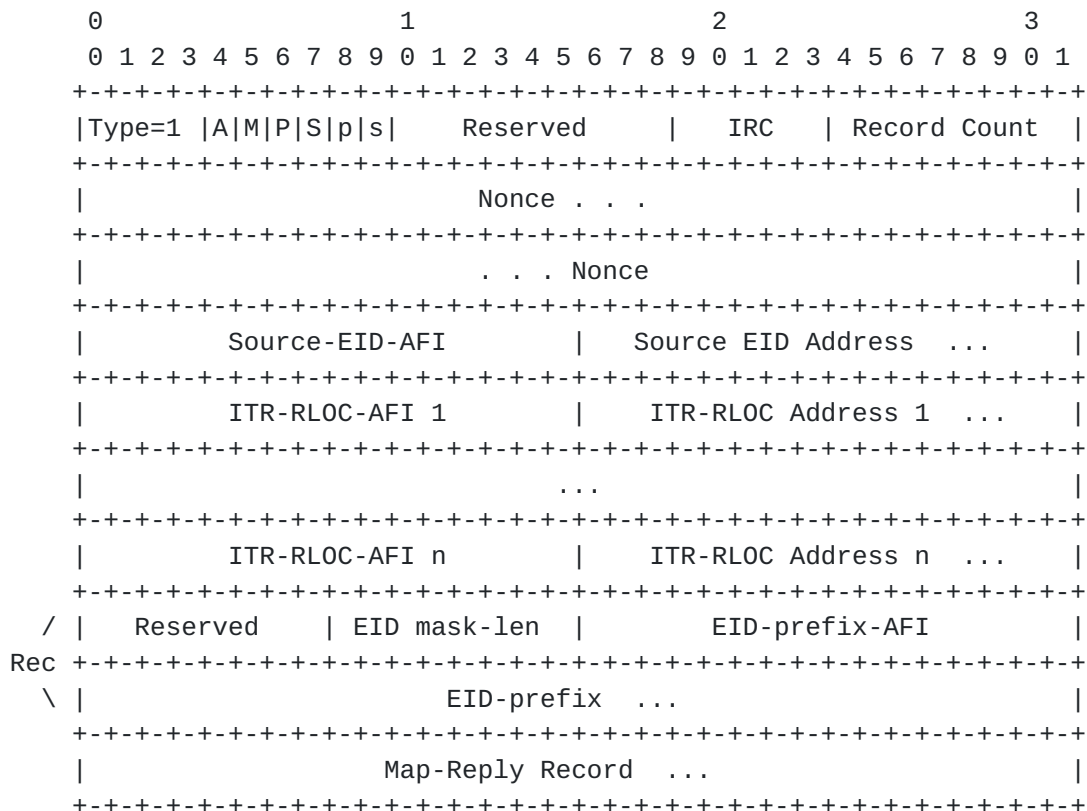 0                   1                   2                   3
 0 1 2 3 4 5 6 7 8 9 0 1 2 3 4 5 6 7 8 9 0 1 2 3 4 5 6 7 8 9 0 1
+-+-+-+-+-+-+-+-+-+-+-+-+-+-+-+-+-+-+-+-+-+-+-+-+-+-+-+-+-+-+-+-+
|Type=1 |A|M|P|S|p|s|    Reserved     |   IRC   | Record Count  |
+-+-+-+-+-+-+-+-+-+-+-+-+-+-+-+-+-+-+-+-+-+-+-+-+-+-+-+-+-+-+-+-+
|                         Nonce . . .                           |
+-+-+-+-+-+-+-+-+-+-+-+-+-+-+-+-+-+-+-+-+-+-+-+-+-+-+-+-+-+-+-+-+
|                         . . . Nonce                           |
+-+-+-+-+-+-+-+-+-+-+-+-+-+-+-+-+-+-+-+-+-+-+-+-+-+-+-+-+-+-+-+-+
|         Source-EID-AFI        |   Source EID Address  ...     |
+-+-+-+-+-+-+-+-+-+-+-+-+-+-+-+-+-+-+-+-+-+-+-+-+-+-+-+-+-+-+-+-+
|         ITR-RLOC-AFI 1        |    ITR-RLOC Address 1  ...    |
+-+-+-+-+-+-+-+-+-+-+-+-+-+-+-+-+-+-+-+-+-+-+-+-+-+-+-+-+-+-+-+-+
|                              ...                              |
+-+-+-+-+-+-+-+-+-+-+-+-+-+-+-+-+-+-+-+-+-+-+-+-+-+-+-+-+-+-+-+-+
|         ITR-RLOC-AFI n        |    ITR-RLOC Address n  ...    |
+-+-+-+-+-+-+-+-+-+-+-+-+-+-+-+-+-+-+-+-+-+-+-+-+-+-+-+-+-+-+-+-+
/ |   Reserved    | EID mask-len  |        EID-prefix-AFI         |
Rec +-+-+-+-+-+-+-+-+-+-+-+-+-+-+-+-+-+-+-+-+-+-+-+-+-+-+-+-+-+-+-+-+
\ |                       EID-prefix  ...                         |
+-+-+-+-+-+-+-+-+-+-+-+-+-+-+-+-+-+-+-+-+-+-+-+-+-+-+-+-+-+-+-+-+
|                   Map-Reply Record  ...                       |
+-+-+-+-+-+-+-+-+-+-+-+-+-+-+-+-+-+-+-+-+-+-+-+-+-+-+-+-+-+-+-+-+